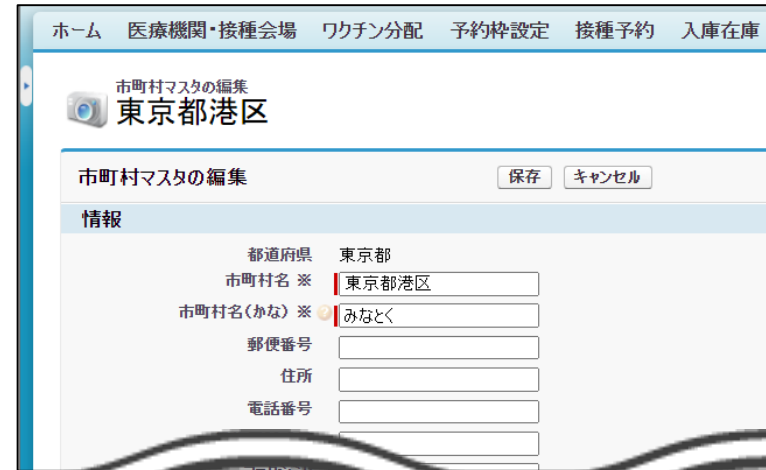 ホーム 医療機関・接種会場 ワクチン分配 予約枠設定 接種予約 入庫在庫
市町村マスタの編集
東京都港区
市町村マスタの編集 保存 キャンセル
情報
都道府県 東京都
市町村名 ※ 東京都港区
市町村名(かな) ※ みなとく
郵便番号
住所
電話番号